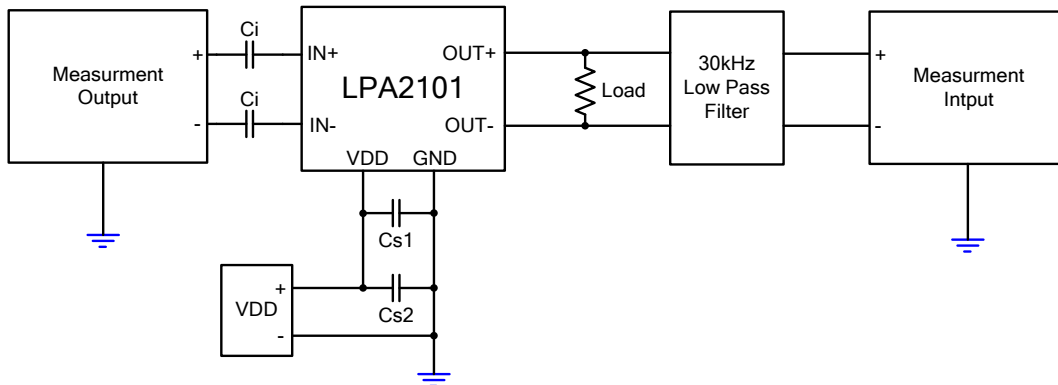 Measurment
Output
+
-
Ci
Ci
IN+
IN-
LPA2101
OUT+
OUT-
VDD
GND
Load
30kHz
Low Pass
Filter
+
-
Measurment
Intput
Cs1
Cs2
VDD
+
-